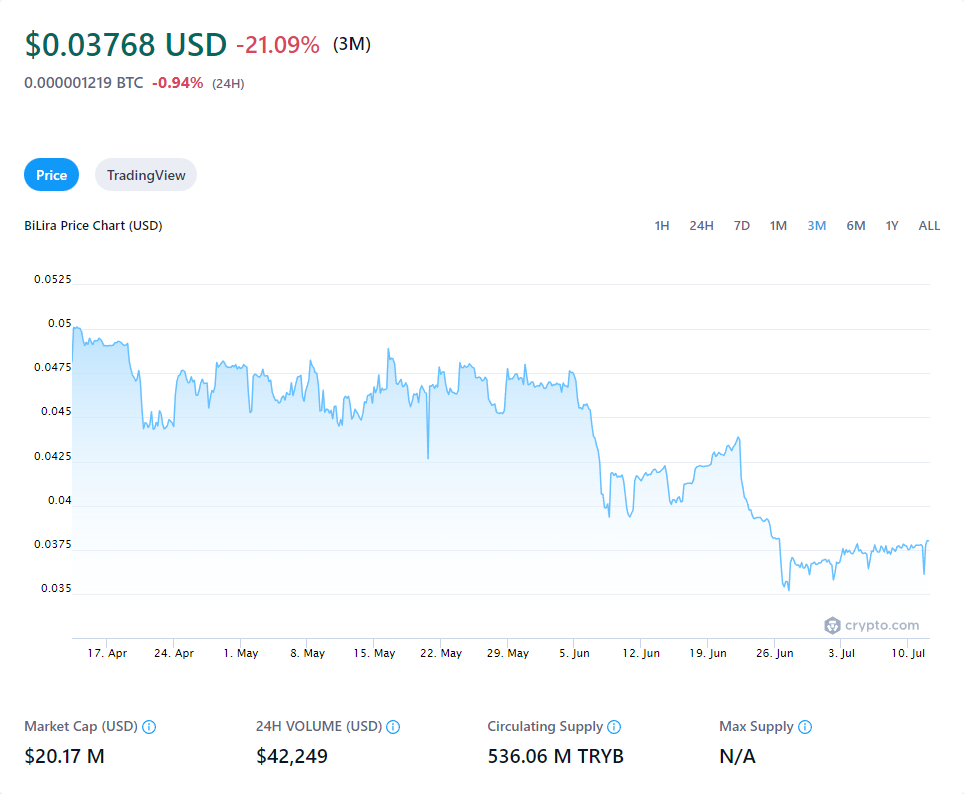 $0.03768 USD -21.09% (3M)
0.000001219 BTC -0.94% (24H)
Price TradingView
BiLira Price Chart (USD) 1H 24H 7D 1M 3M 6M 1Y ALL
0.0525
0.05
0.0475
0.045
0.0425
0.04
0.0375
0.035
crypto.com
17. Apr 24. Apr 1. May 8. May 15. May 22. May 29. May 5. Jun 12. Jun 19. Jun 26. Jun 3. Jul 10. Jul
Market Cap (USD) 24H VOLUME (USD) Circulating Supply Max Supply
$20.17 M $42,249 536.06 M TRYB N/A